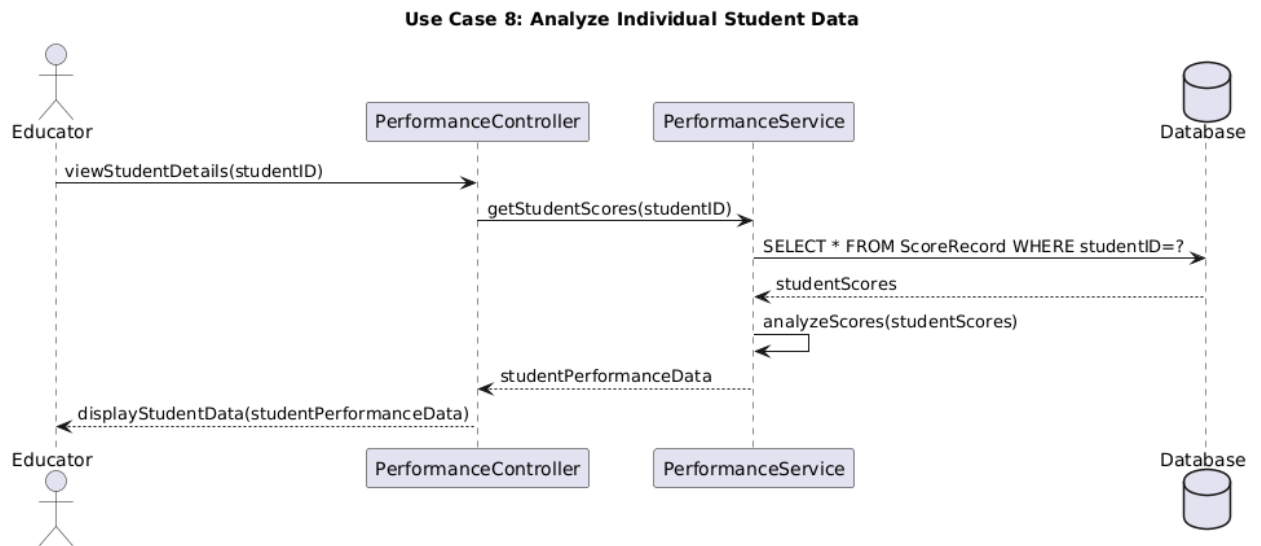 Use Case 8: Analyze Individual Student Data
Educator
PerformanceController
PerformanceService
Database
viewStudentDetails(studentID)
getStudentScores(studentID)
SELECT * FROM ScoreRecord WHERE studentID=?
studentScores
analyzeScores(studentScores)
studentPerformanceData
displayStudentData(studentPerformanceData)
Educator
PerformanceController
PerformanceService
Database